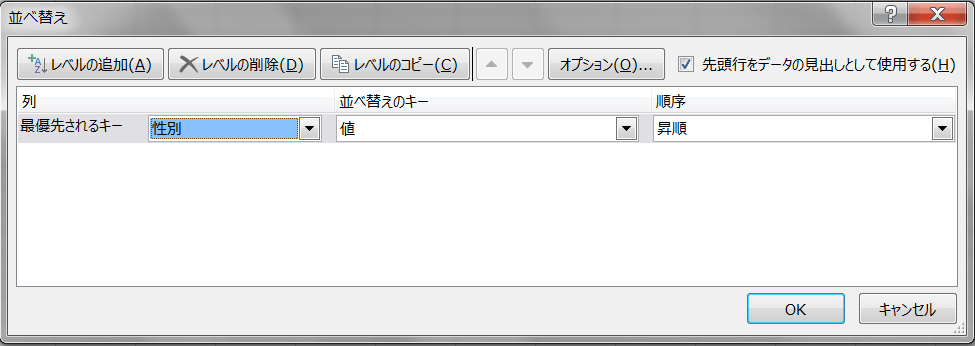 並べ替え
レベルの追加(A) レベルの削除(D) レベルのコピー(C) オプション(O)... 先頭行をデータの見出しとして使用する(H)
列 並べ替えのキー 順序
最優先されるキー 性別 値 昇順
OK キャンセル